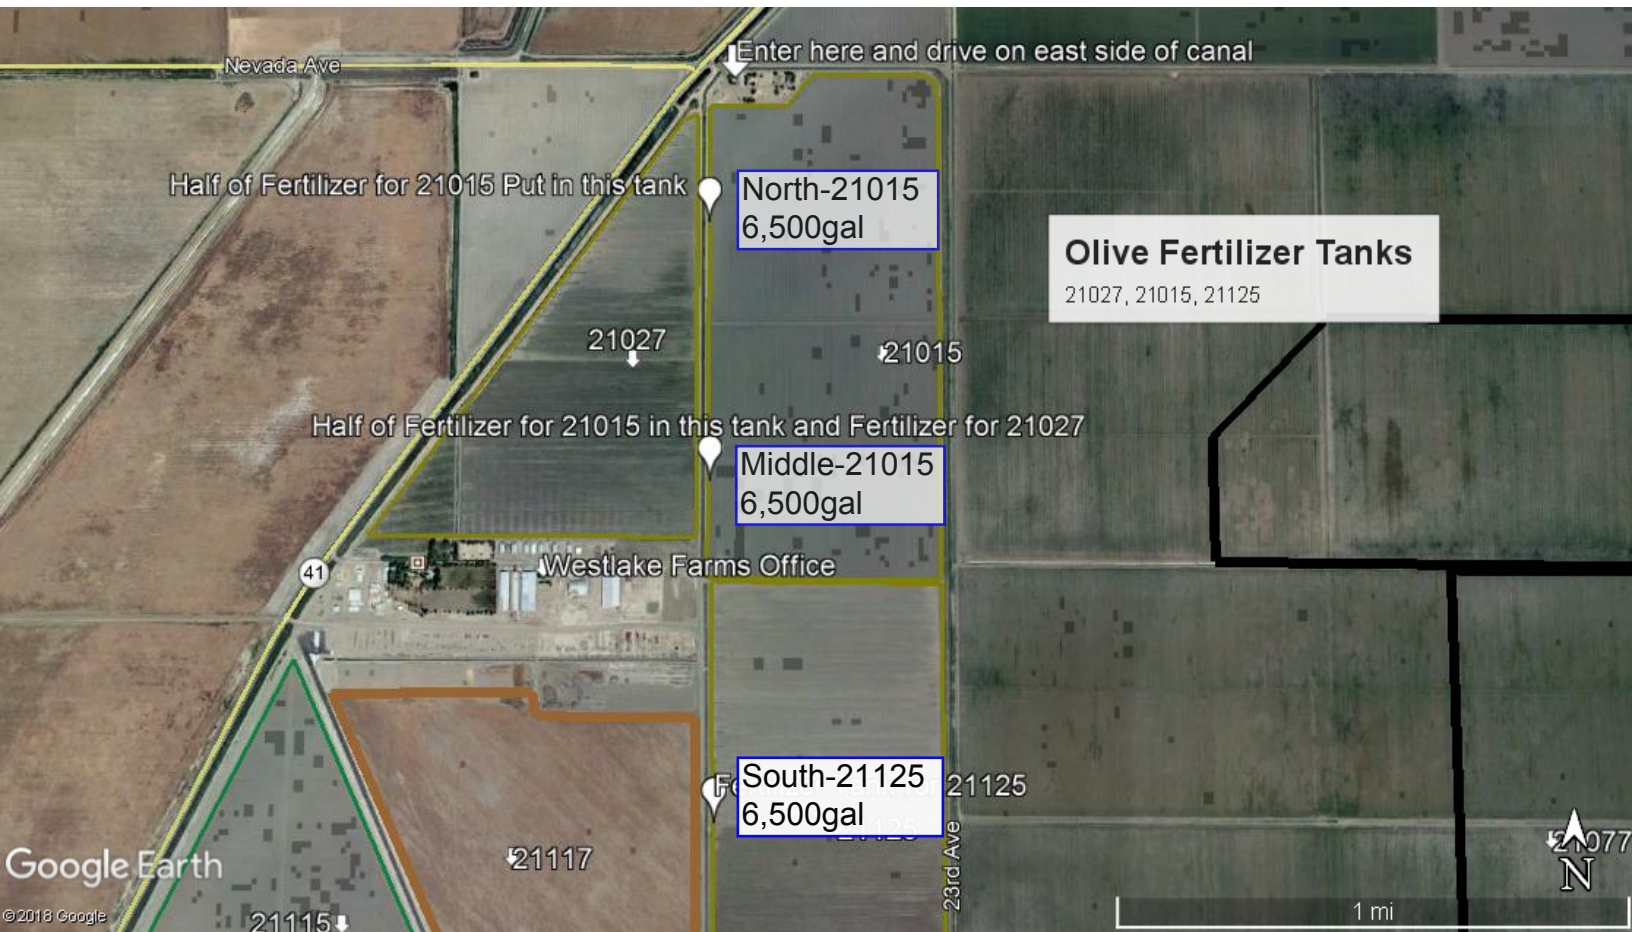 Enter here and drive on east side of canal
Nevada Ave
Half of Fertilizer for 21015 Put in this tank
North-21015
6,500gal
Olive Fertilizer Tanks
21027, 21015, 21125
21027
21015
Half of Fertilizer for 21015 in this tank and Fertilizer for 21027
Middle-21015
6,500gal
41
Westlake Farms Office
South-21125
6,500gal
21125
21125
23rd Ave
21077
21117
Google Earth
©2018 Google
21115
1 mi
N